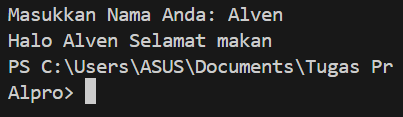 Masukkan Nama Anda: Alven
Halo Alven Selamat makan
PS C:\Users\ASUS\Documents\Tugas Pr
Alpro>